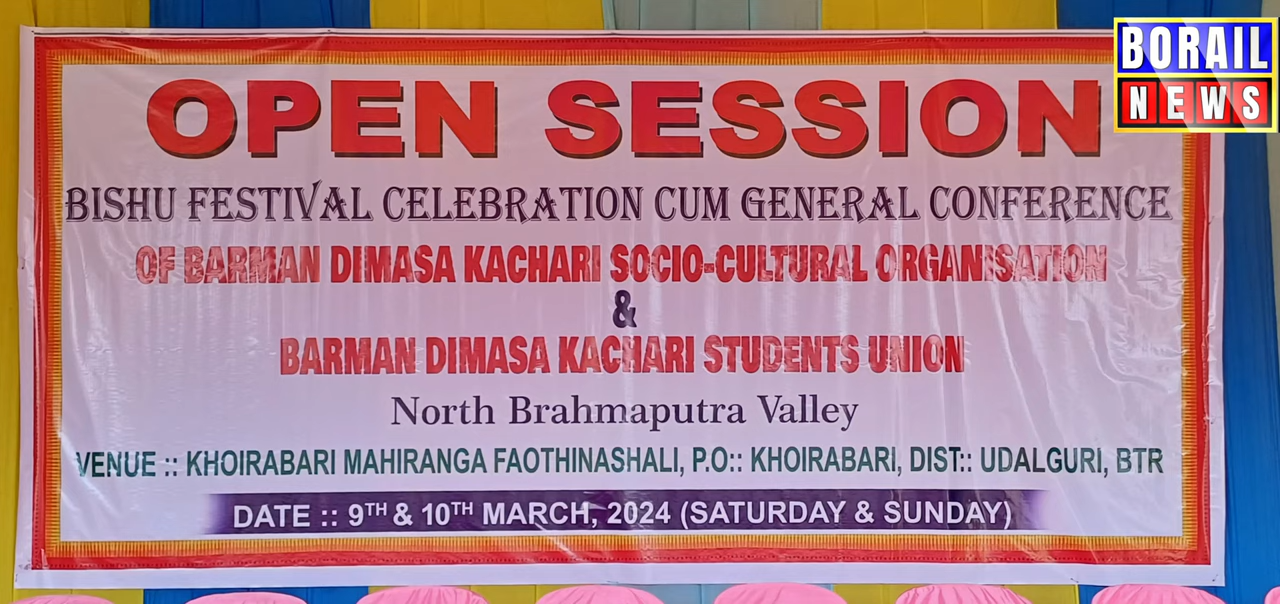 OPEN SESSION
BISHU FESTIVAL CELEBRATION CUM GENERAL CONFERENCE
OF BARMAN DIMASA KACHARI SOCIO-CULTURAL ORGANISATION
&
BARMAN DIMASA KACHARI STUDENTS UNION
North Brahmaputra Valley
VENUE :: KHOIRABARI MAHIRANGA FAOTHINASHALI, P.O:: KHOIRABARI, DIST:: UDALGURI, BTR
DATE :: 9TH & 10TH MARCH, 2024 (SATURDAY & SUNDAY)
BORAIL
NEWS